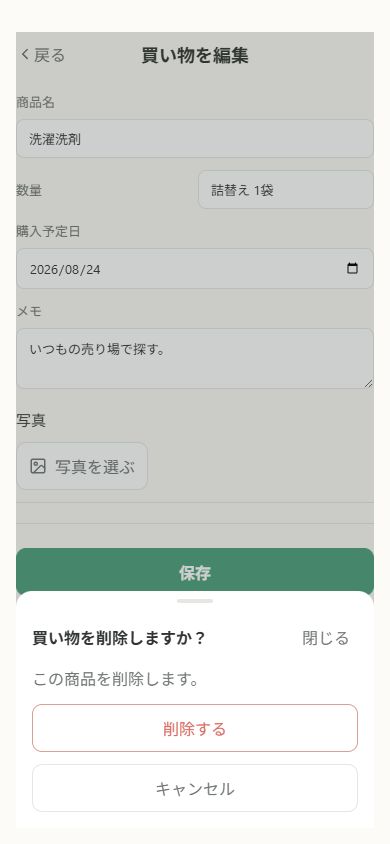 戻る
買い物を編集
商品名
洗濯洗剤
数量
詰替え 1袋
購入予定日
2026/08/24
メモ
いつもの売り場で探す。
写真
写真を選ぶ
保存
買い物を削除しますか？
閉じる
この商品を削除します。
削除する
キャンセル